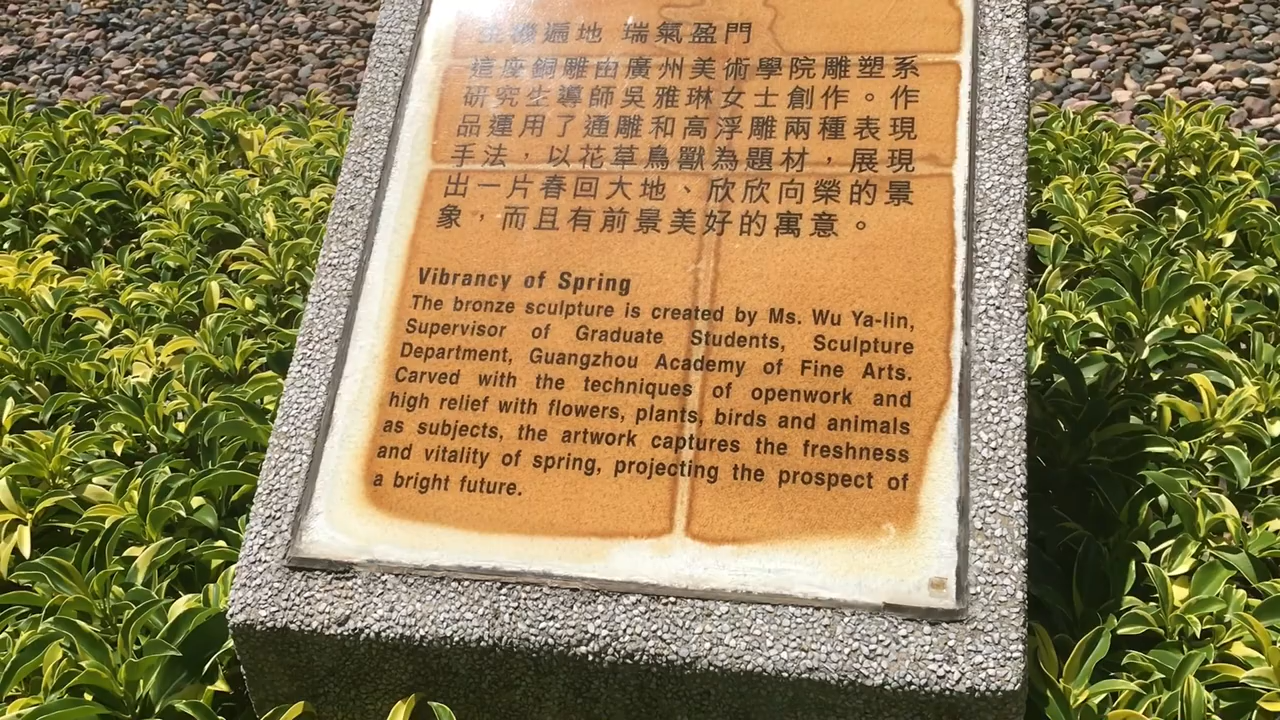 生機遍地 瑞氣盈門
這座銅雕由廣州美術學院雕塑系
研究生導師吳雅琳女士創作。作
品運用了通雕和高浮雕兩種表現
手法，以花草鳥獸為題材，展現
出一片春回大地、欣欣向榮的景
象，而且有前景美好的寓意。
Vibrancy of Spring
The bronze sculpture is created by Ms. Wu Ya-lin,
Supervisor of Graduate Students, Sculpture
Department, Guangzhou Academy of Fine Arts.
Carved with the techniques of openwork and
high relief with flowers, plants, birds and animals
as subjects, the artwork captures the freshness
and vitality of spring, projecting the prospect of
a bright future.